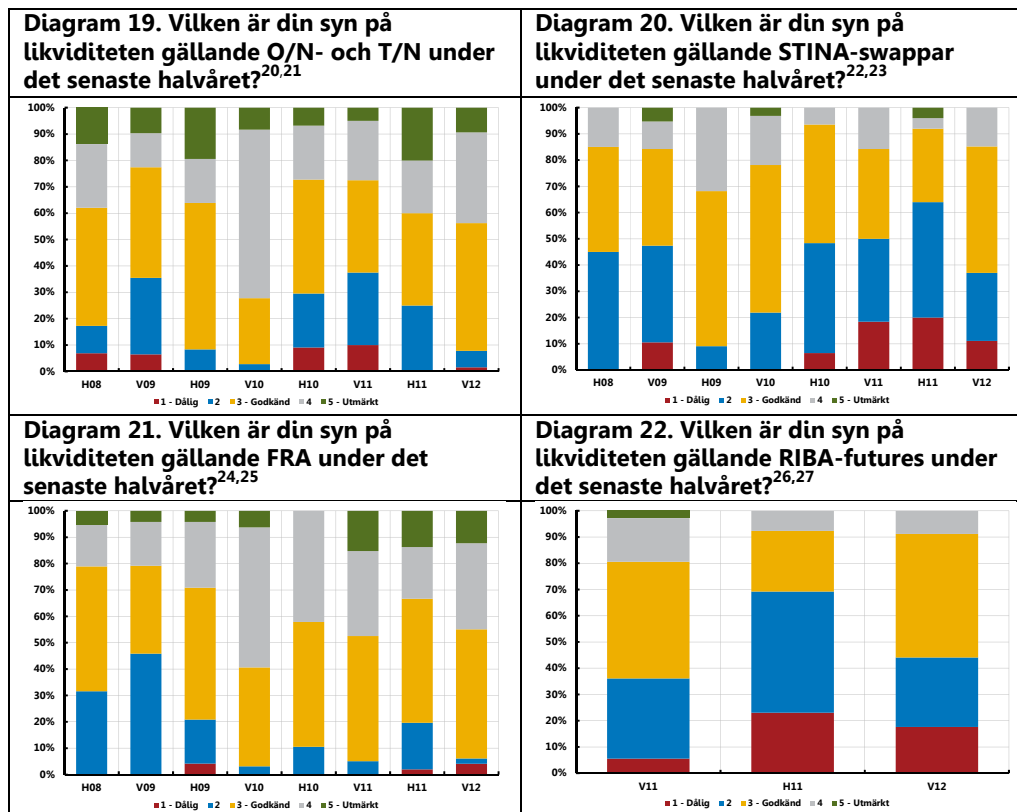 Diagram 19. Vilken är din syn på
likviditeten gällande O/N- och T/N under
det senaste halvåret?20,21
100%
90%
80%
70%
60%
50%
40%
30%
20%
10%
0%
H08 V09 H09 V10 H10 V11 H11 V12
1 - Dålig 2 3 - Godkänd 4 5 - Utmärkt
Diagram 20. Vilken är din syn på
likviditeten gällande STINA-swappar
under det senaste halvåret?22,23
100%
90%
80%
70%
60%
50%
40%
30%
20%
10%
0%
H08 V09 H09 V10 H10 V11 H11 V12
1 - Dålig 2 3 - Godkänd 4 5 - Utmärkt
Diagram 21. Vilken är din syn på
likviditeten gällande FRA under det
senaste halvåret?24,25
100%
90%
80%
70%
60%
50%
40%
30%
20%
10%
0%
H08 V09 H09 V10 H10 V11 H11 V12
1 - Dålig 2 3 - Godkänd 4 5 - Utmärkt
Diagram 22. Vilken är din syn på
likviditeten gällande RIBA-futures under
det senaste halvåret?26,27
100%
90%
80%
70%
60%
50%
40%
30%
20%
10%
0%
V11 H11 V12
1 - Dålig 2 3 - Godkänd 4 5 - Utmärkt